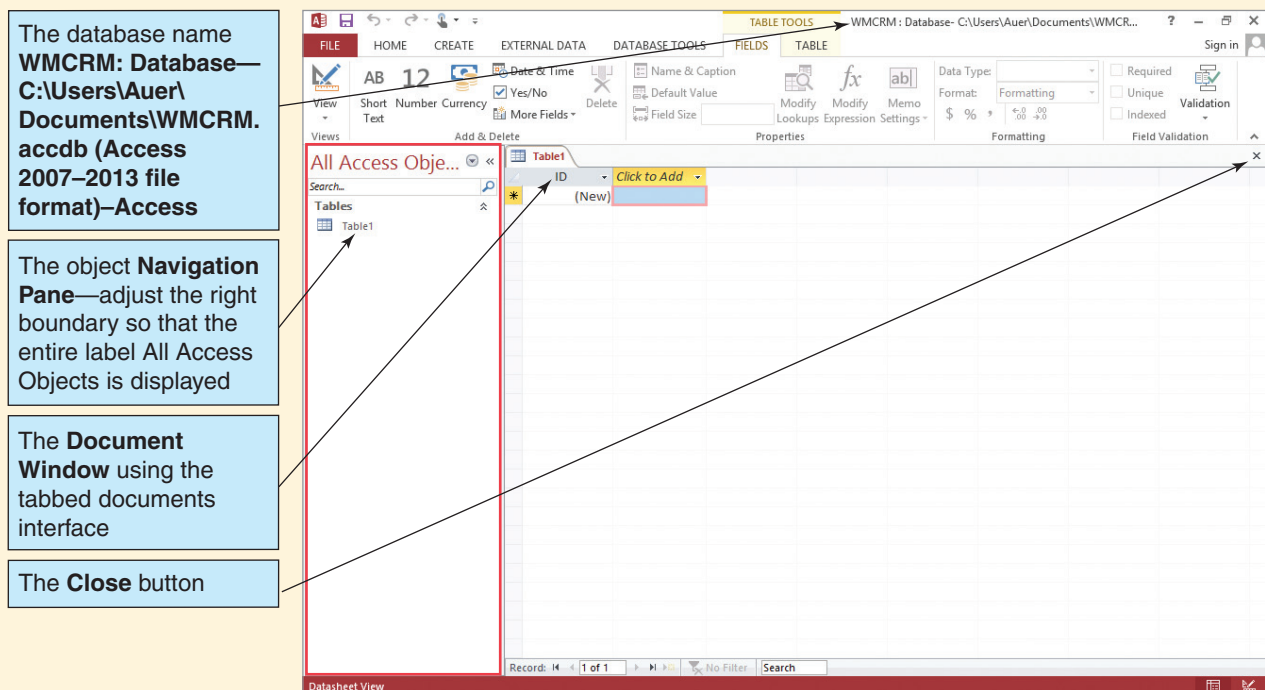 The database name
WMCRM: Database—
C:\Users\Auer\
Documents\WMCRM.
accdb (Access
2007–2013 file
format)–Access
The object Navigation
Pane—adjust the right
boundary so that the
entire label All Access
Objects is displayed
The Document
Window using the
tabbed documents
interface
The Close button
TABLE TOOLS WMCRM : Database- C:\Users\Auer\Documents\WMCR... ?
FILE HOME CREATE EXTERNAL DATA DATABASE TOOLS FIELDS TABLE Sign in
View
Views
AB Short Text
12 Number
Currency
Date & Time
Yes/No
More Fields
Delete
Add & Delete
Name & Caption
Default Value
Field Size
Modify Lookups
fx Modify Expression
ab Memo Settings
Properties
Data Type:
Format: Formatting
$ % , ←.0 .00 .00 →.0
Formatting
Required
Unique
Indexed
Validation
Field Validation
All Access Obje... «
Search...
Tables
Table1
Table1
ID Click to Add
* (New)
Record: 1 of 1 No Filter Search
Datasheet View